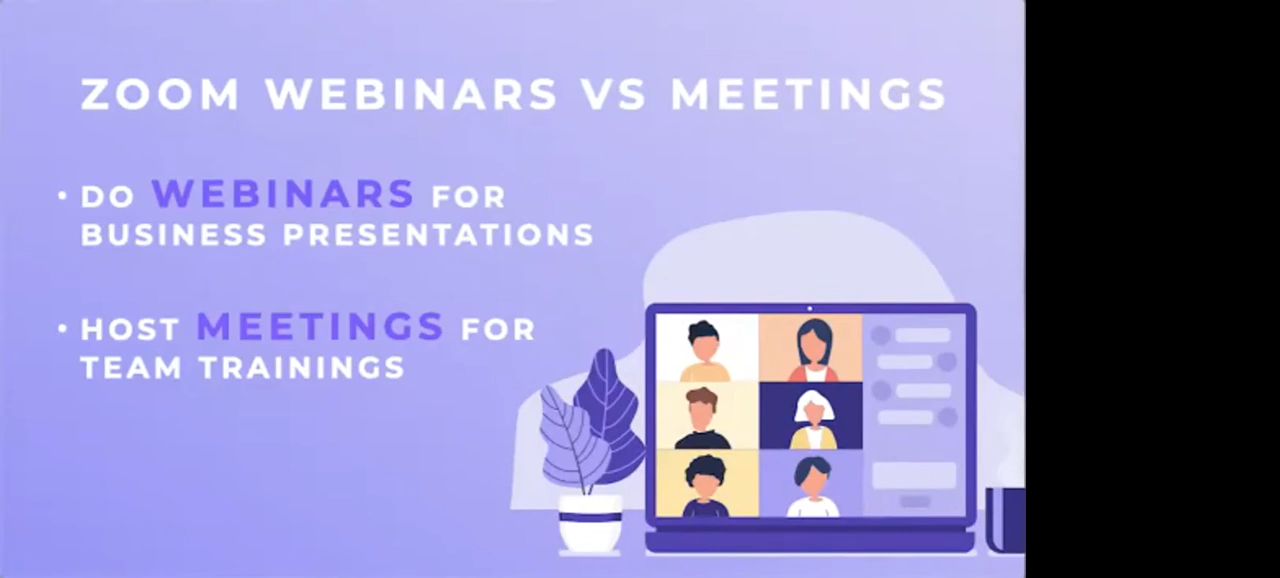 ZOOM WEBINARS VS MEETINGS
• DO WEBINARS FOR
BUSINESS PRESENTATIONS
• HOST MEETINGS FOR
TEAM TRAININGS